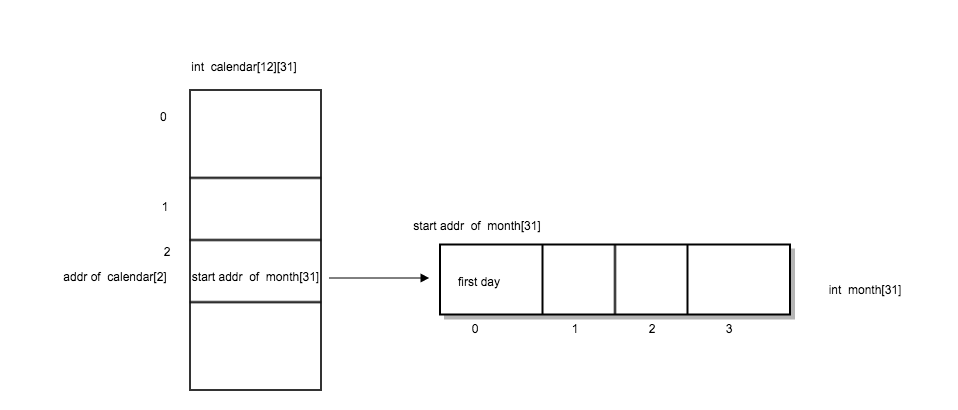 int calendar[12][31]
0
1
2
addr of calendar[2]
start addr of month[31]
start addr of month[31]
first day
int month[31]
0
1
2
3